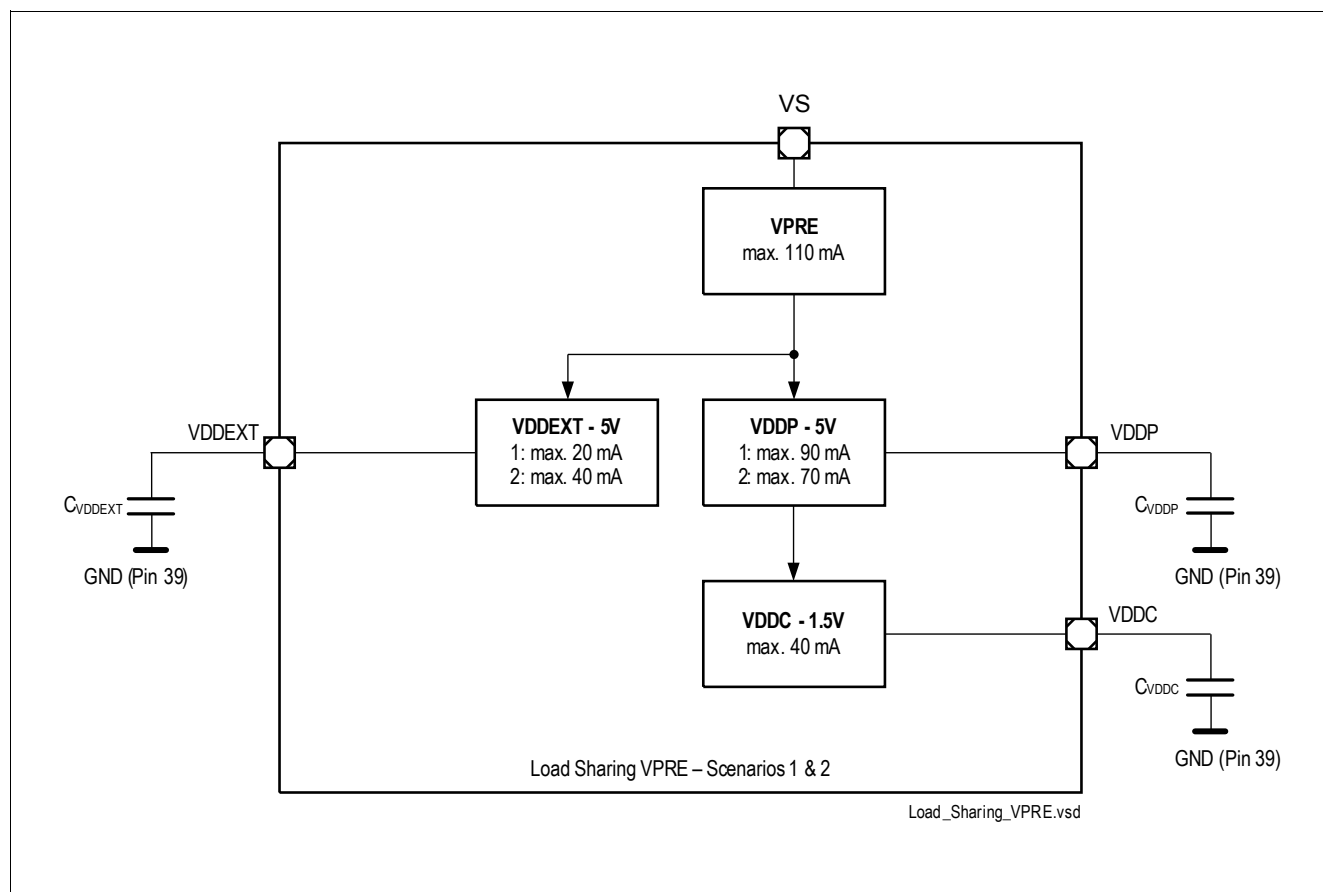 VS
VPRE
max. 110 mA
VDDEXT
VDDEXT - 5V
1: max. 20 mA
2: max. 40 mA
VDDP - 5V
1: max. 90 mA
2: max. 70 mA
VDDP
CVDDEXT
GND (Pin 39)
CVDDP
GND (Pin 39)
VDDC - 1.5V
max. 40 mA
VDDC
CVDDC
GND (Pin 39)
Load Sharing VPRE – Scenarios 1 & 2
Load_Sharing_VPRE.vsd